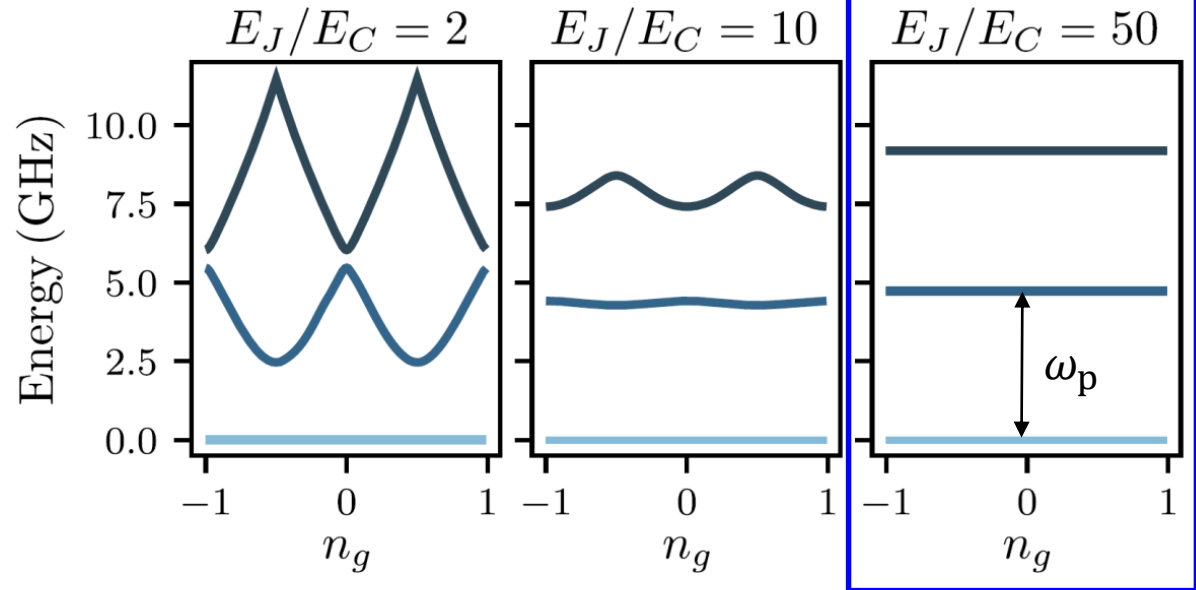 E_J/E_C = 2
E_J/E_C = 10
E_J/E_C = 50
Energy (GHz)
10.0
7.5
5.0
2.5
0.0
ω_p
−1 0 1
−1 0 1
−1 0 1
n_g
n_g
n_g